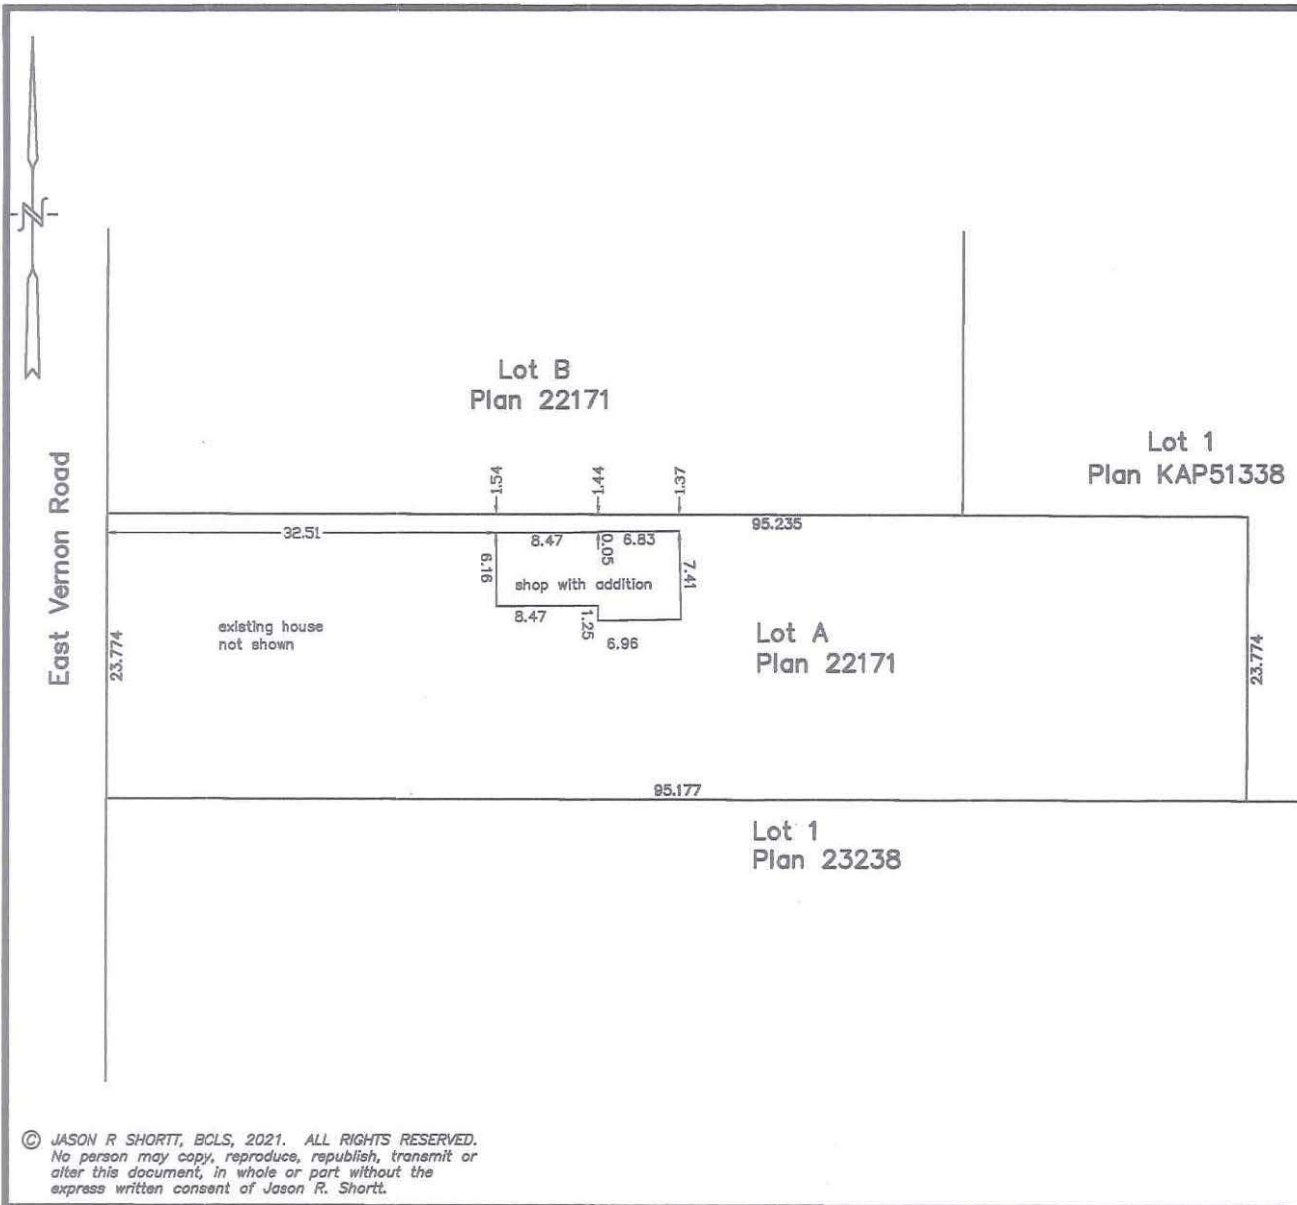 N
Lot B
Plan 22171
Lot 1
Plan KAP51338
East Vernon Road
1.54
1.44
1.37
95.235
32.51
8.47
0.05
6.83
6.16
7.41
shop with addition
8.47
1.25
6.96
existing house
not shown
Lot A
Plan 22171
23.774
23.774
95.177
Lot 1
Plan 23238
© JASON R SHORTT, BCLS, 2021. ALL RIGHTS RESERVED.
No person may copy, reproduce, republish, transmit or
alter this document, in whole or part without the
express written consent of Jason R. Shortt.